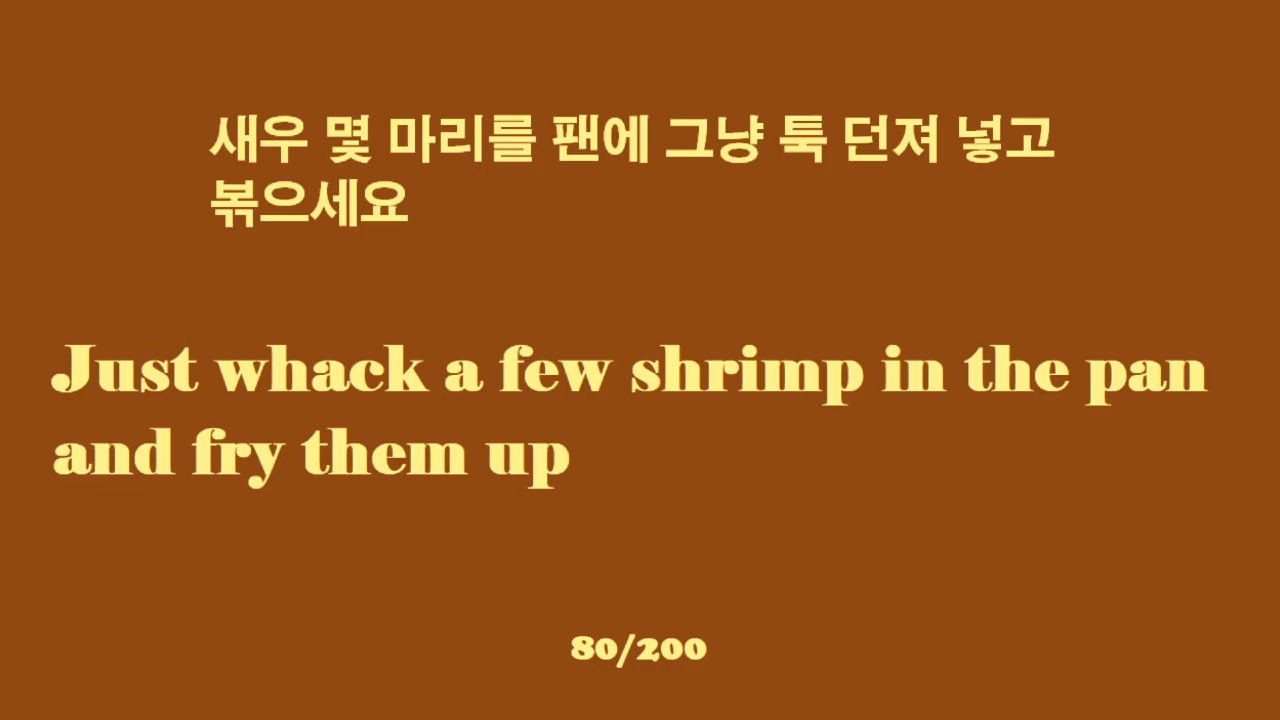 새우 몇 마리를 팬에 그냥 툭 던져 넣고
볶으세요
Just whack a few shrimp in the pan
and fry them up
80/200